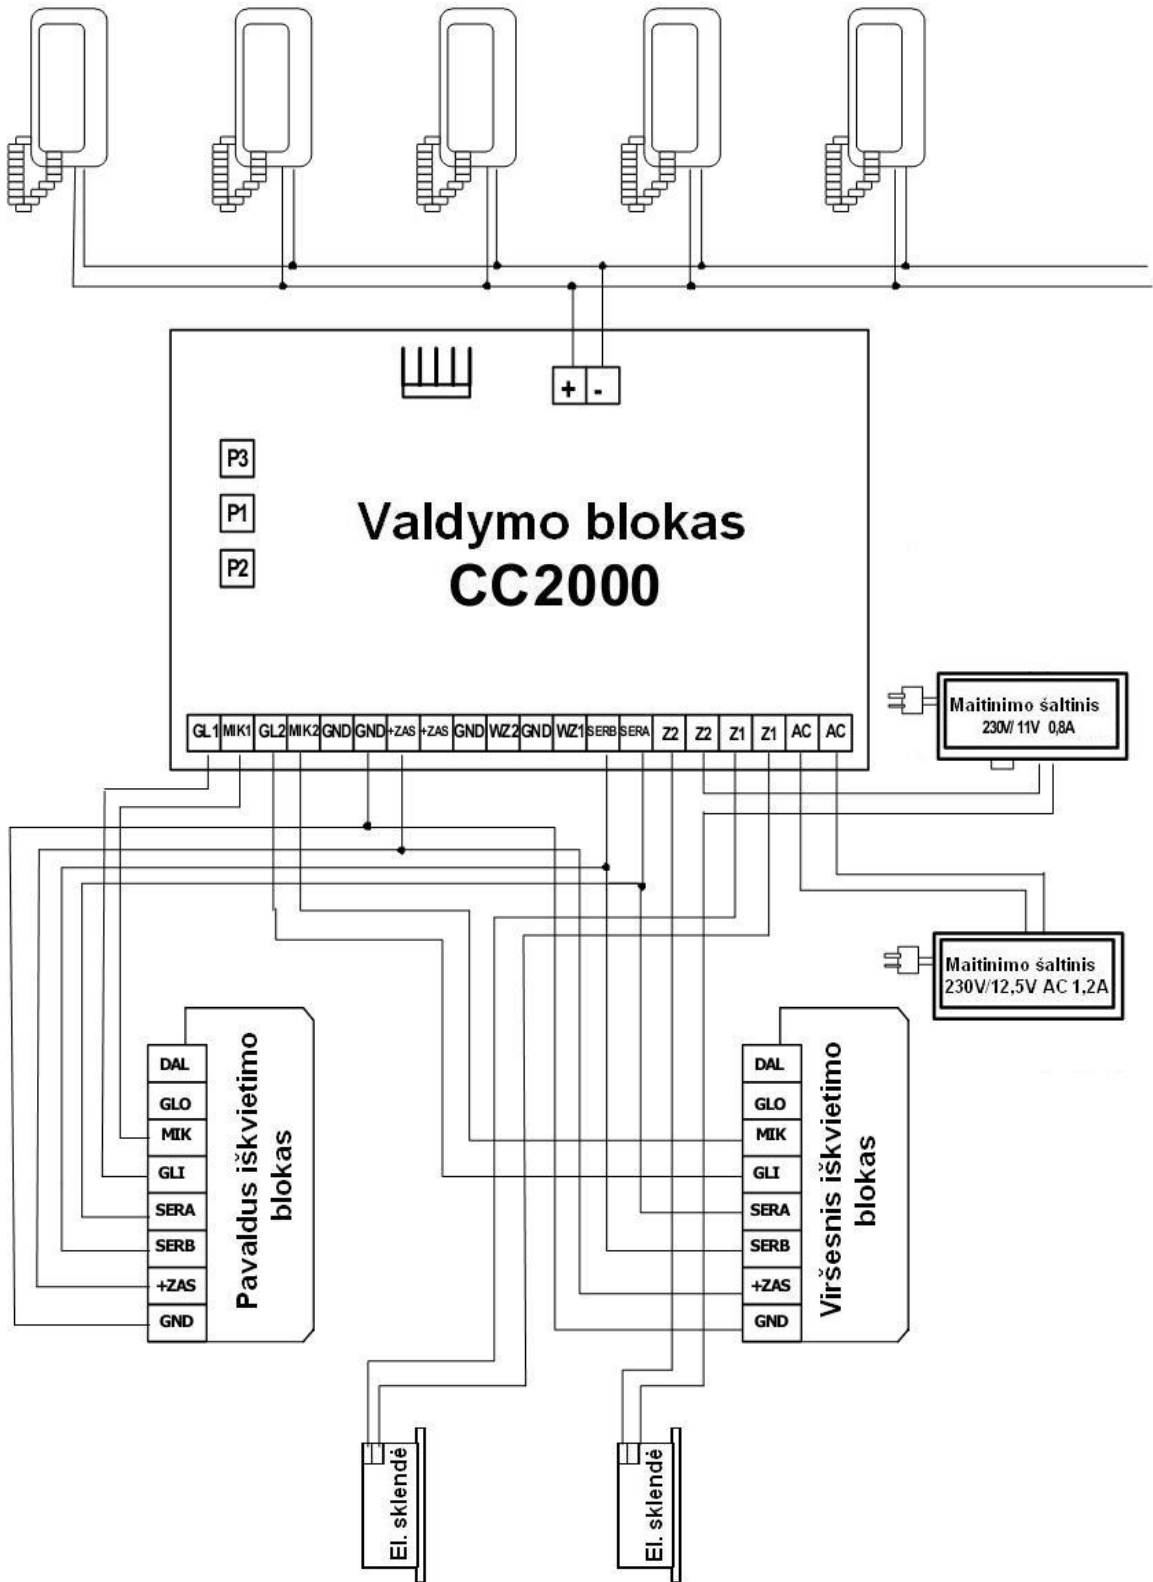 + -
P3
P1
P2
Valdymo blokas
CC2000
GL1 MIK1 GL2 MIK2 GND GND +ZAS +ZAS GND WZ2 GND WZ1 SERB SERA Z2 Z2 Z1 Z1 AC AC
Maitinimo šaltinis
230V/ 11V 0,8A
Maitinimo šaltinis
230V/12,5V AC 1,2A
DAL
GLO
MIK
GLI
SERA
SERB
+ZAS
GND
Pavaldus iškvietimo
blokas
DAL
GLO
MIK
GLI
SERA
SERB
+ZAS
GND
Viršesnis iškvietimo
blokas
El. sklendė
El. sklendė